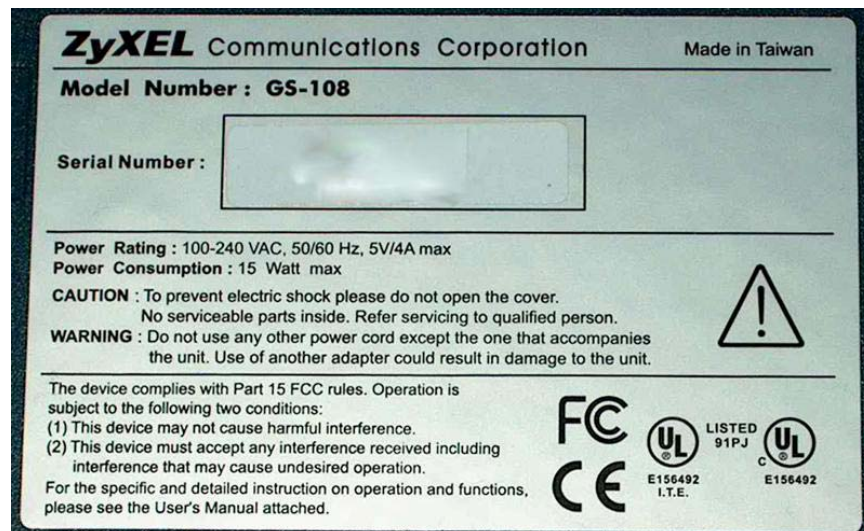 ZyXEL Communications Corporation Made in Taiwan
Model Number : GS-108
Serial Number :
Power Rating : 100-240 VAC, 50/60 Hz, 5V/4A max
Power Consumption : 15 Watt max
CAUTION : To prevent electric shock please do not open the cover.
No serviceable parts inside. Refer servicing to qualified person.
WARNING : Do not use any other power cord except the one that accompanies
the unit. Use of another adapter could result in damage to the unit.
The device complies with Part 15 FCC rules. Operation is
subject to the following two conditions:
(1) This device may not cause harmful interference.
(2) This device must accept any interference received including
interference that may cause undesired operation.
For the specific and detailed instruction on operation and functions,
please see the User's Manual attached.
FC
CE
UL ®
E156492
I.T.E.
LISTED
91PJ
C UL ®
E156492